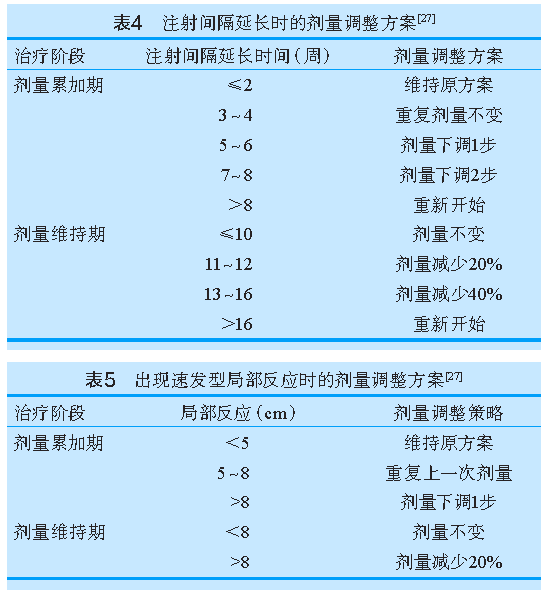 表4 注射间隔延长时的剂量调整方案[27]
治疗阶段 注射间隔延长时间（周） 剂量调整方案
剂量累加期 ≤2 维持原方案
3~4 重复剂量不变
5~6 剂量下调1步
7~8 剂量下调2步
>8 重新开始
剂量维持期 ≤10 剂量不变
11~12 剂量减少20%
13~16 剂量减少40%
>16 重新开始
表5 出现速发型局部反应时的剂量调整方案[27]
治疗阶段 局部反应（cm） 剂量调整策略
剂量累加期 <5 维持原方案
5~8 重复上一次剂量
>8 剂量下调1步
剂量维持期 <8 剂量不变
>8 剂量减少20%